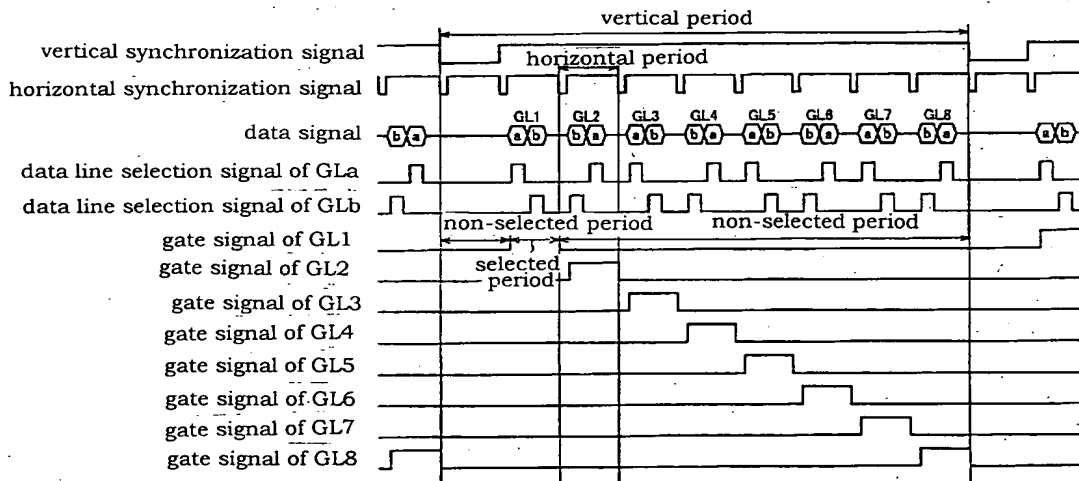 vertical period
vertical synchronization signal
horizontal period
horizontal synchronization signal
GL1 GL2 GL3 GL4 GL5 GL6 GL7 GL8
data signal b a a b b a a b b a a b b a a b b a a b
data line selection signal of GLa
data line selection signal of GLb
non-selected period non-selected period
gate signal of GL1
selected
period
gate signal of GL2
gate signal of GL3
gate signal of GL4
gate signal of GL5
gate signal of GL6
gate signal of GL7
gate signal of GL8